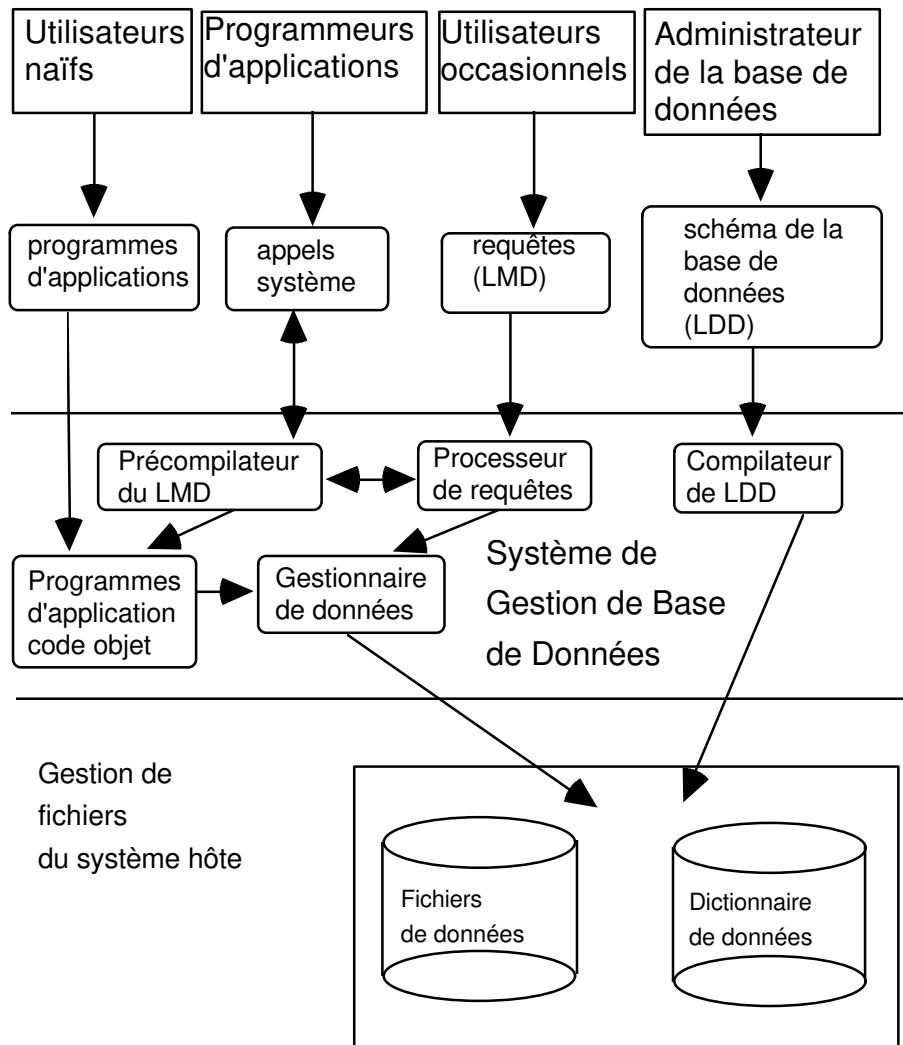 Utilisateurs
naïfs
Programmeurs
d'applications
Utilisateurs
occasionnels
Administrateur
de la base de
données
programmes
d'applications
appels
système
requêtes
(LMD)
schéma de la
base de
données
(LDD)
Précompilateur
du LMD
Processeur
de requêtes
Compilateur
de LDD
Programmes
d'application
code objet
Gestionnaire
de données
Système de
Gestion de Base
de Données
Gestion de
fichiers
du système hôte
Fichiers
de données
Dictionnaire
de données